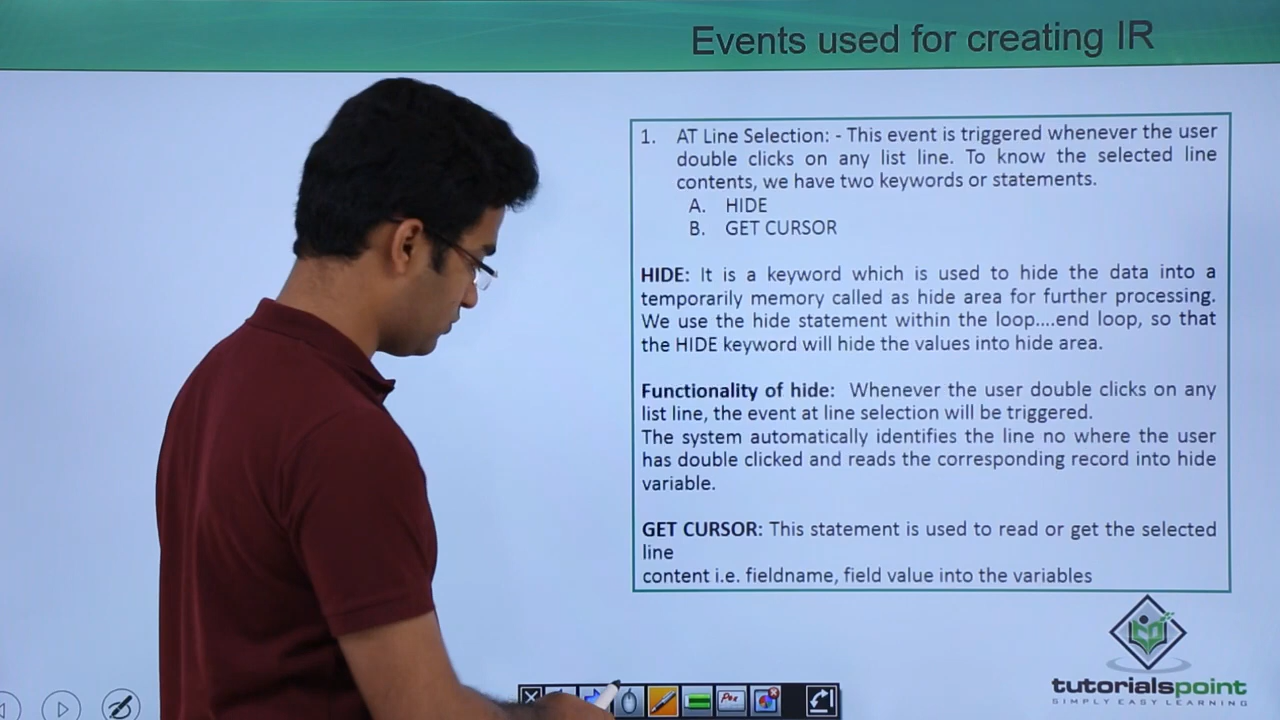 Events used for creating IR
1. AT Line Selection: - This event is triggered whenever the user
double clicks on any list line. To know the selected line
contents, we have two keywords or statements.
A. HIDE
B. GET CURSOR
HIDE: It is a keyword which is used to hide the data into a
temporarily memory called as hide area for further processing.
We use the hide statement within the loop....end loop, so that
the HIDE keyword will hide the values into hide area.
Functionality of hide: Whenever the user double clicks on any
list line, the event at line selection will be triggered.
The system automatically identifies the line no where the user
has double clicked and reads the corresponding record into hide
variable.
GET CURSOR: This statement is used to read or get the selected
line
content i.e. fieldname, field value into the variables
tutorialspoint
SIMPLY EASY LEARNING